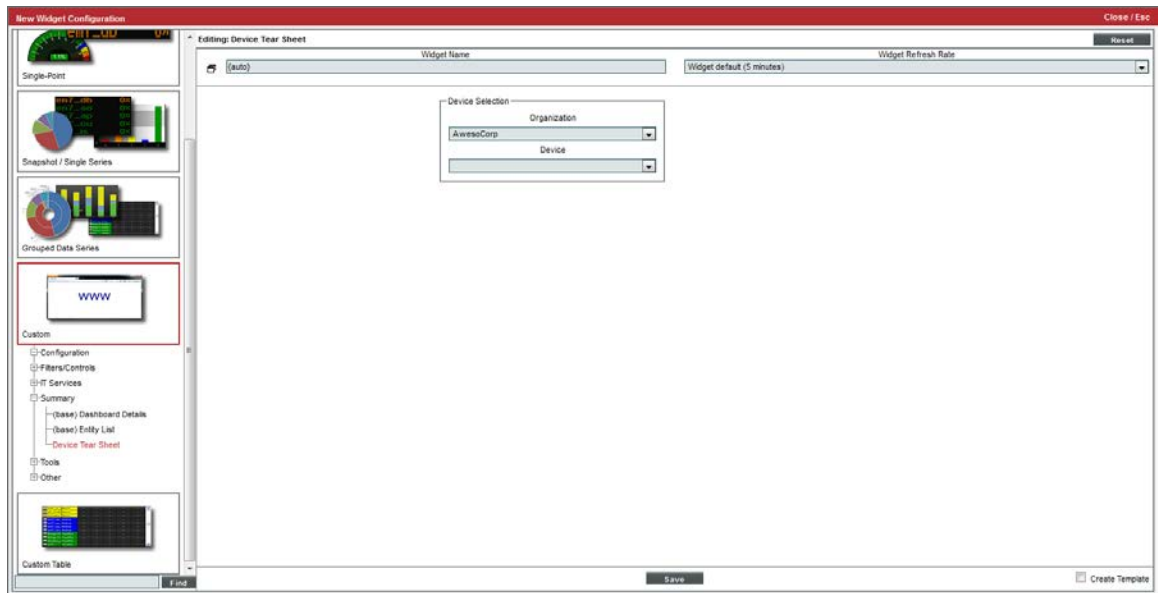 New Widget Configuration
Close / Esc
Single-Point
Snapshot / Single Series
Grouped Data Series
www
Custom
Configuration
Filters/Controls
IT Services
Summary
(base) Dashboard Details
(base) Entity List
Device Tear Sheet
Tools
Other
Custom Table
Find
Editing: Device Tear Sheet
Reset
Widget Name
Widget Refresh Rate
{auto}
Widget default (5 minutes)
Device Selection
Organization
AwesoCorp
Device
Save
Create Template